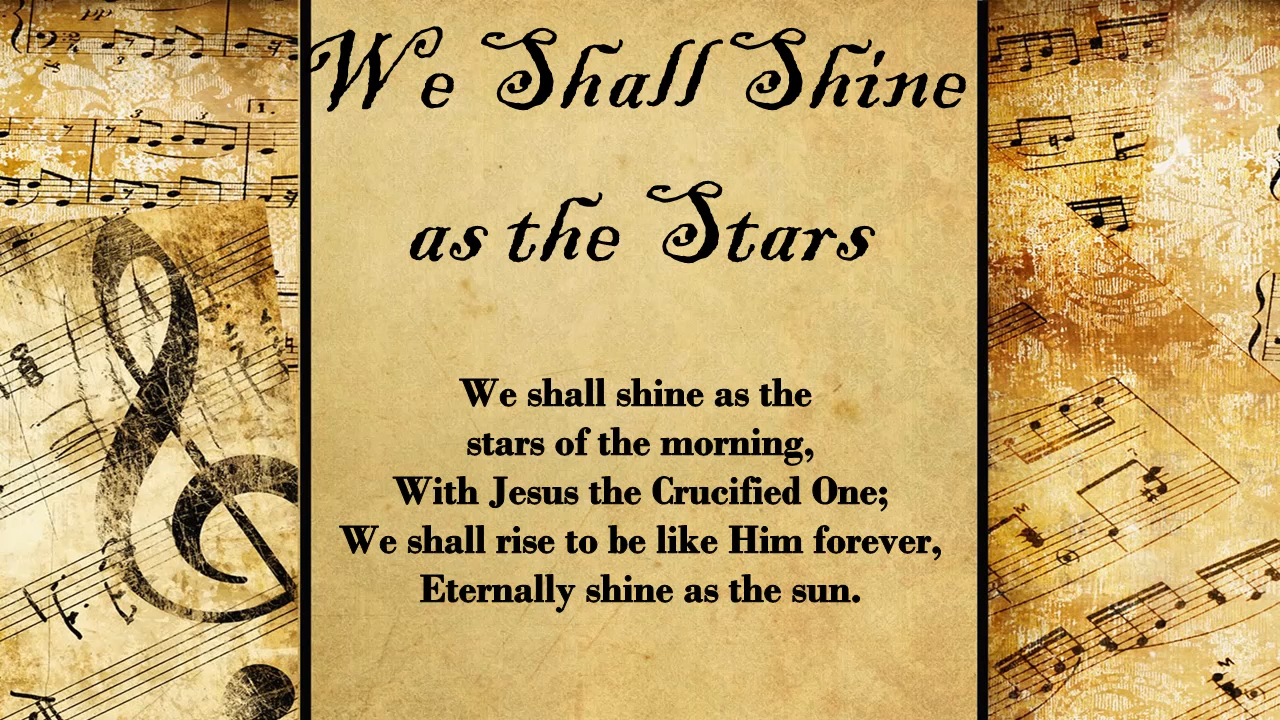 We Shall Shine
as the Stars
We shall shine as the
stars of the morning,
With Jesus the Crucified One;
We shall rise to be like Him forever,
Eternally shine as the sun.